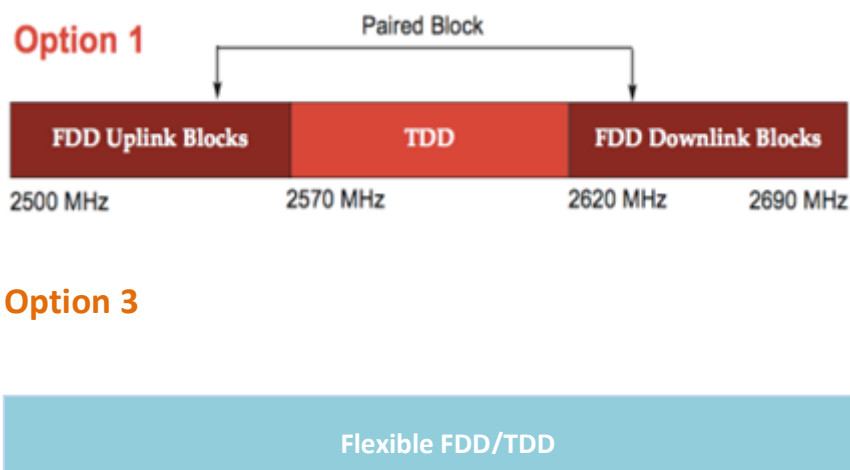 Option 1
Paired Block
FDD Uplink Blocks TDD FDD Downlink Blocks
2500 MHz 2570 MHz 2620 MHz 2690 MHz
Option 3
Flexible FDD/TDD